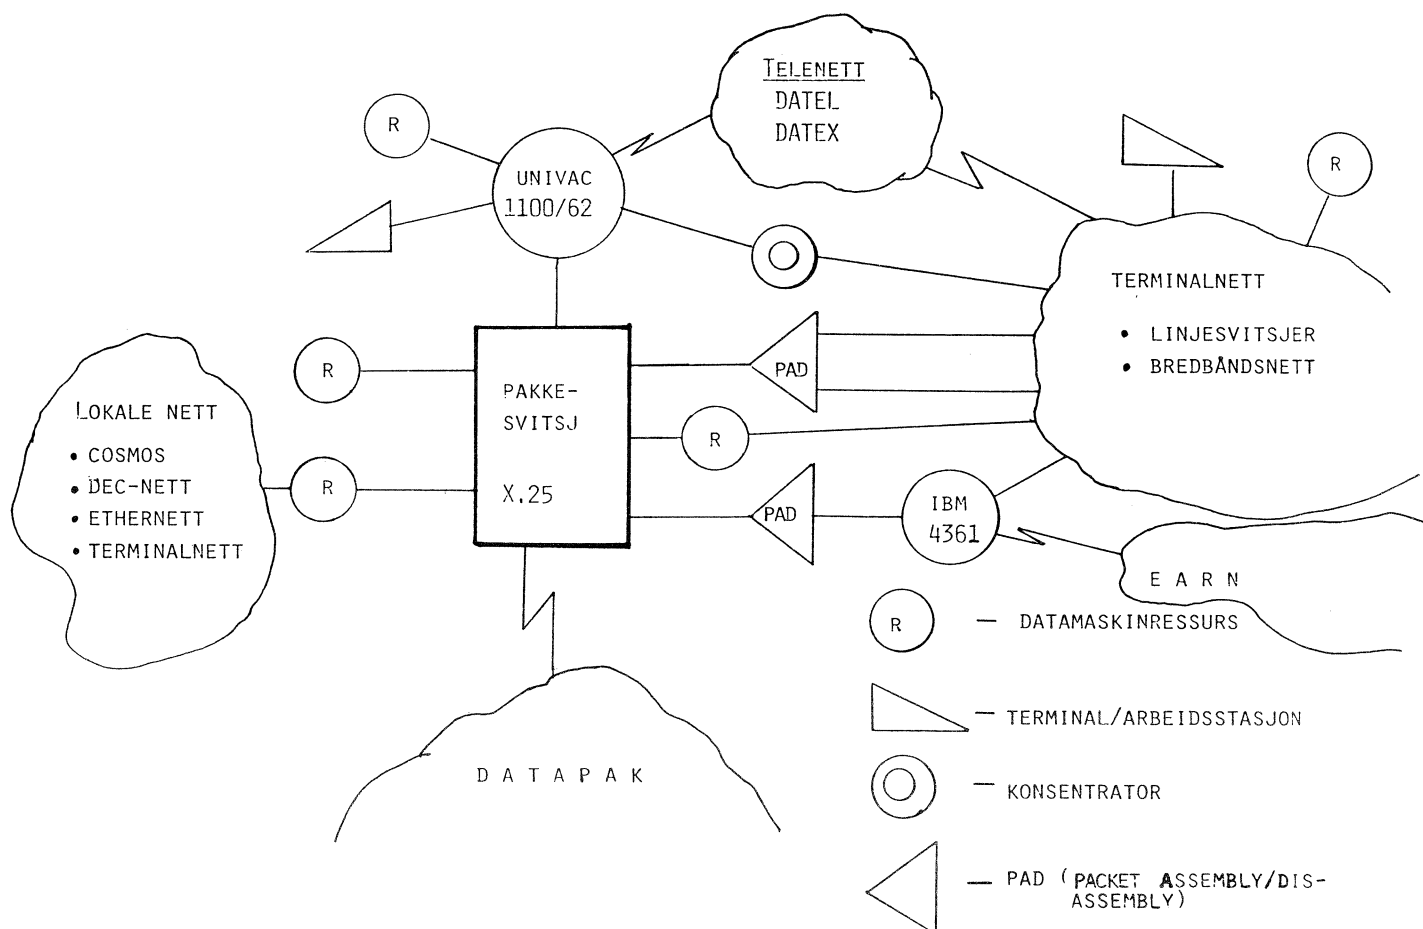 TELENETT
DATEL
DATEX
R
R
UNIVAC
1100/62
TERMINALNETT
• LINJESVITSJER
• BREDBÅNDSNETT
R
PAKKE-
SVITSJ
X.25
PAD
R
LOKALE NETT
• COSMOS
• DEC-NETT
• ETHERNETT
• TERMINALNETT
R
PAD
IBM
4361
E A R N
R — DATAMASKINRESSURS
— TERMINAL/ARBEIDSSTASJON
D A T A P A K
— KONSENTRATOR
— PAD (PACKET ASSEMBLY/DIS-
ASSEMBLY)